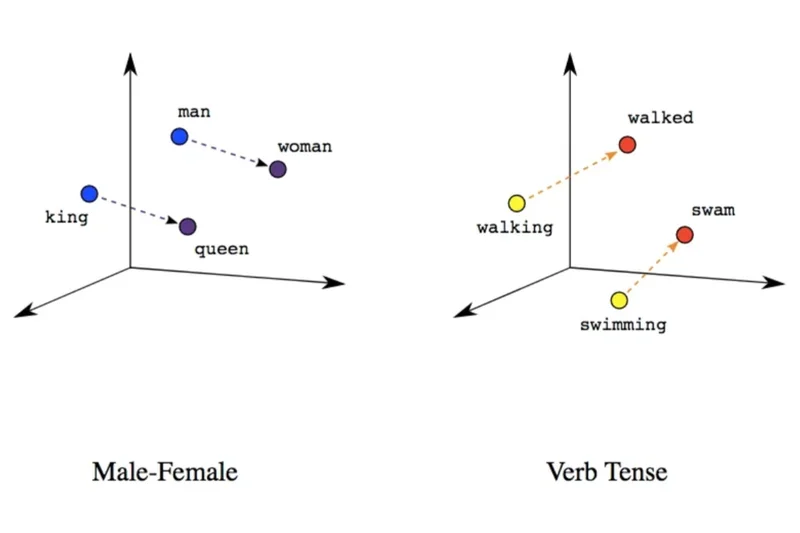 man
woman
king
queen
Male-Female
walked
walking
swam
swimming
Verb Tense